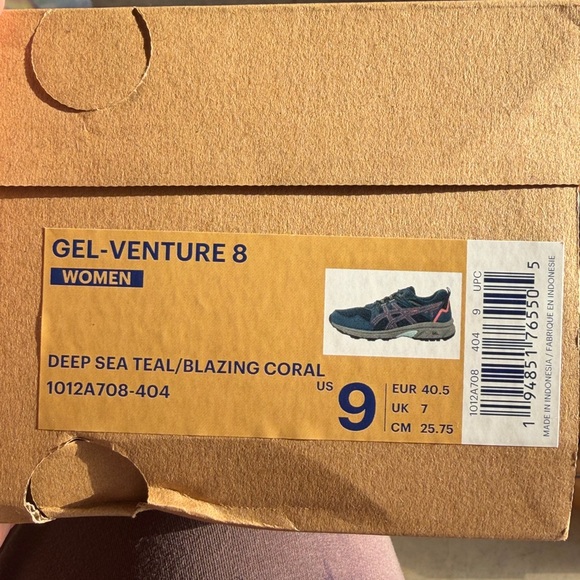 GEL-VENTURE 8
WOMEN
DEEP SEA TEAL/BLAZING CORAL
1012A708-404
US 9
EUR 40.5
UK 7
CM 25.75
1012A708 404 9 UPC
1 94851 76550 5
MADE IN INDONESIA / FABRIQUE EN INDONESIE